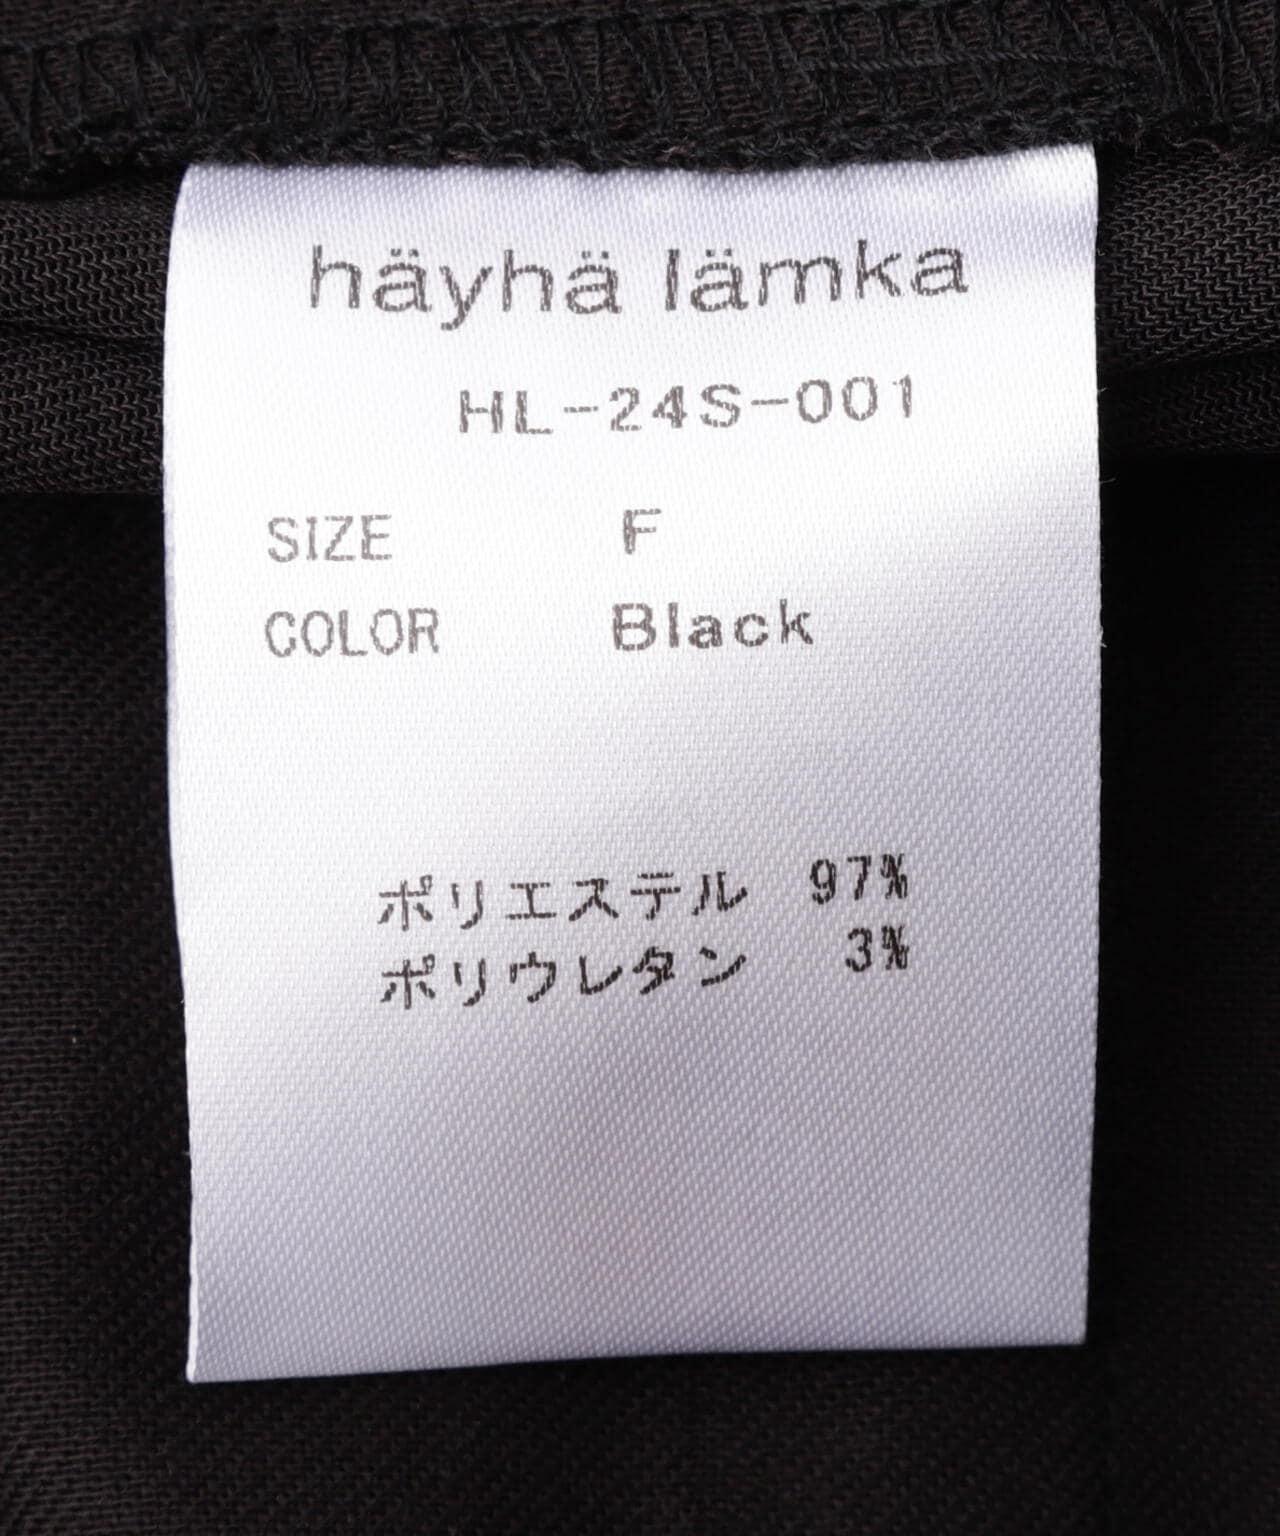 häyhä lämka
HL-24S-001
SIZE F
COLOR Black
ポリエステル 97%
ポリウレタン 3%